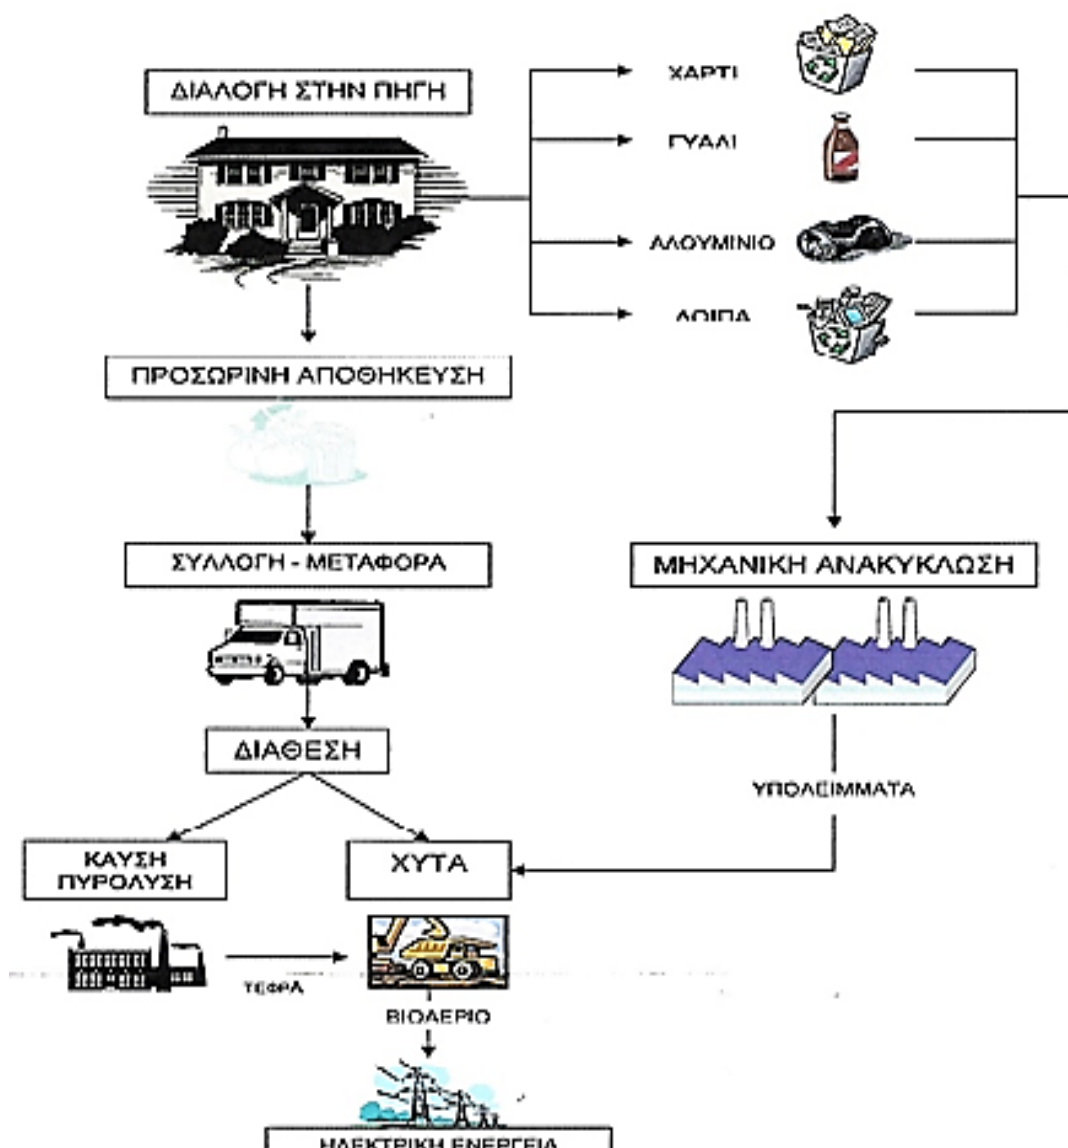 ΔΙΑΛΟΓΗ ΣΤΗΝ ΠΗΓΗ
ΧΑΡΤΙ
ΓΥΑΛΙ
ΑΛΟΥΜΙΝΙΟ
ΛΟΙΠΑ
ΠΡΟΣΩΡΙΝΗ ΑΠΟΘΗΚΕΥΣΗ
ΣΥΛΛΟΓΗ - ΜΕΤΑΦΟΡΑ
ΜΗΧΑΝΙΚΗ ΑΝΑΚΥΚΛΩΣΗ
ΔΙΑΘΕΣΗ
ΥΠΟΛΕΙΜΜΑΤΑ
ΚΑΥΣΗ
ΠΥΡΟΛΥΣΗ
ΧΥΤΑ
ΤΕΦΡΑ
ΒΙΟΑΕΡΙΟ
ΗΛΕΚΤΡΙΚΗ ΕΝΕΡΓΕΙΑ